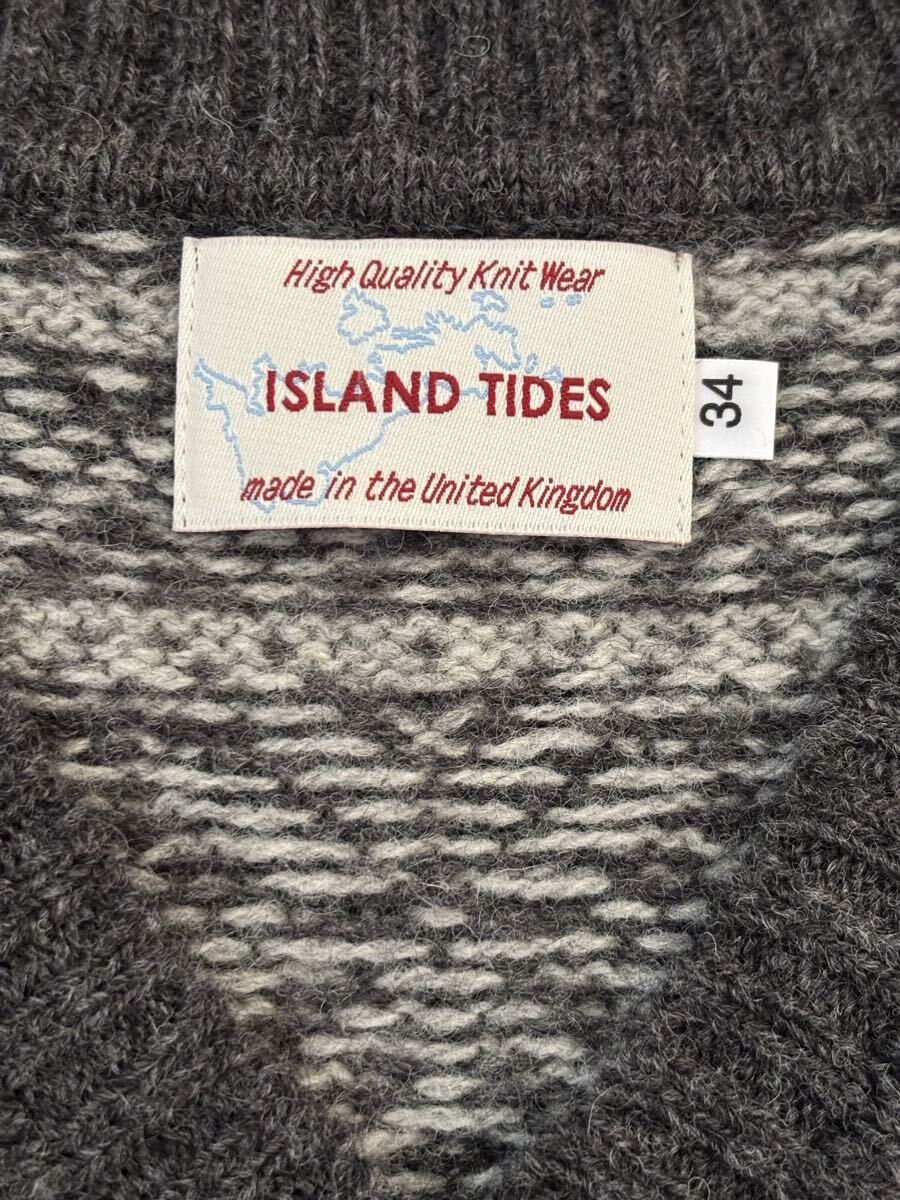 High Quality Knit Wear
ISLAND TIDES
34
made in the United Kingdom